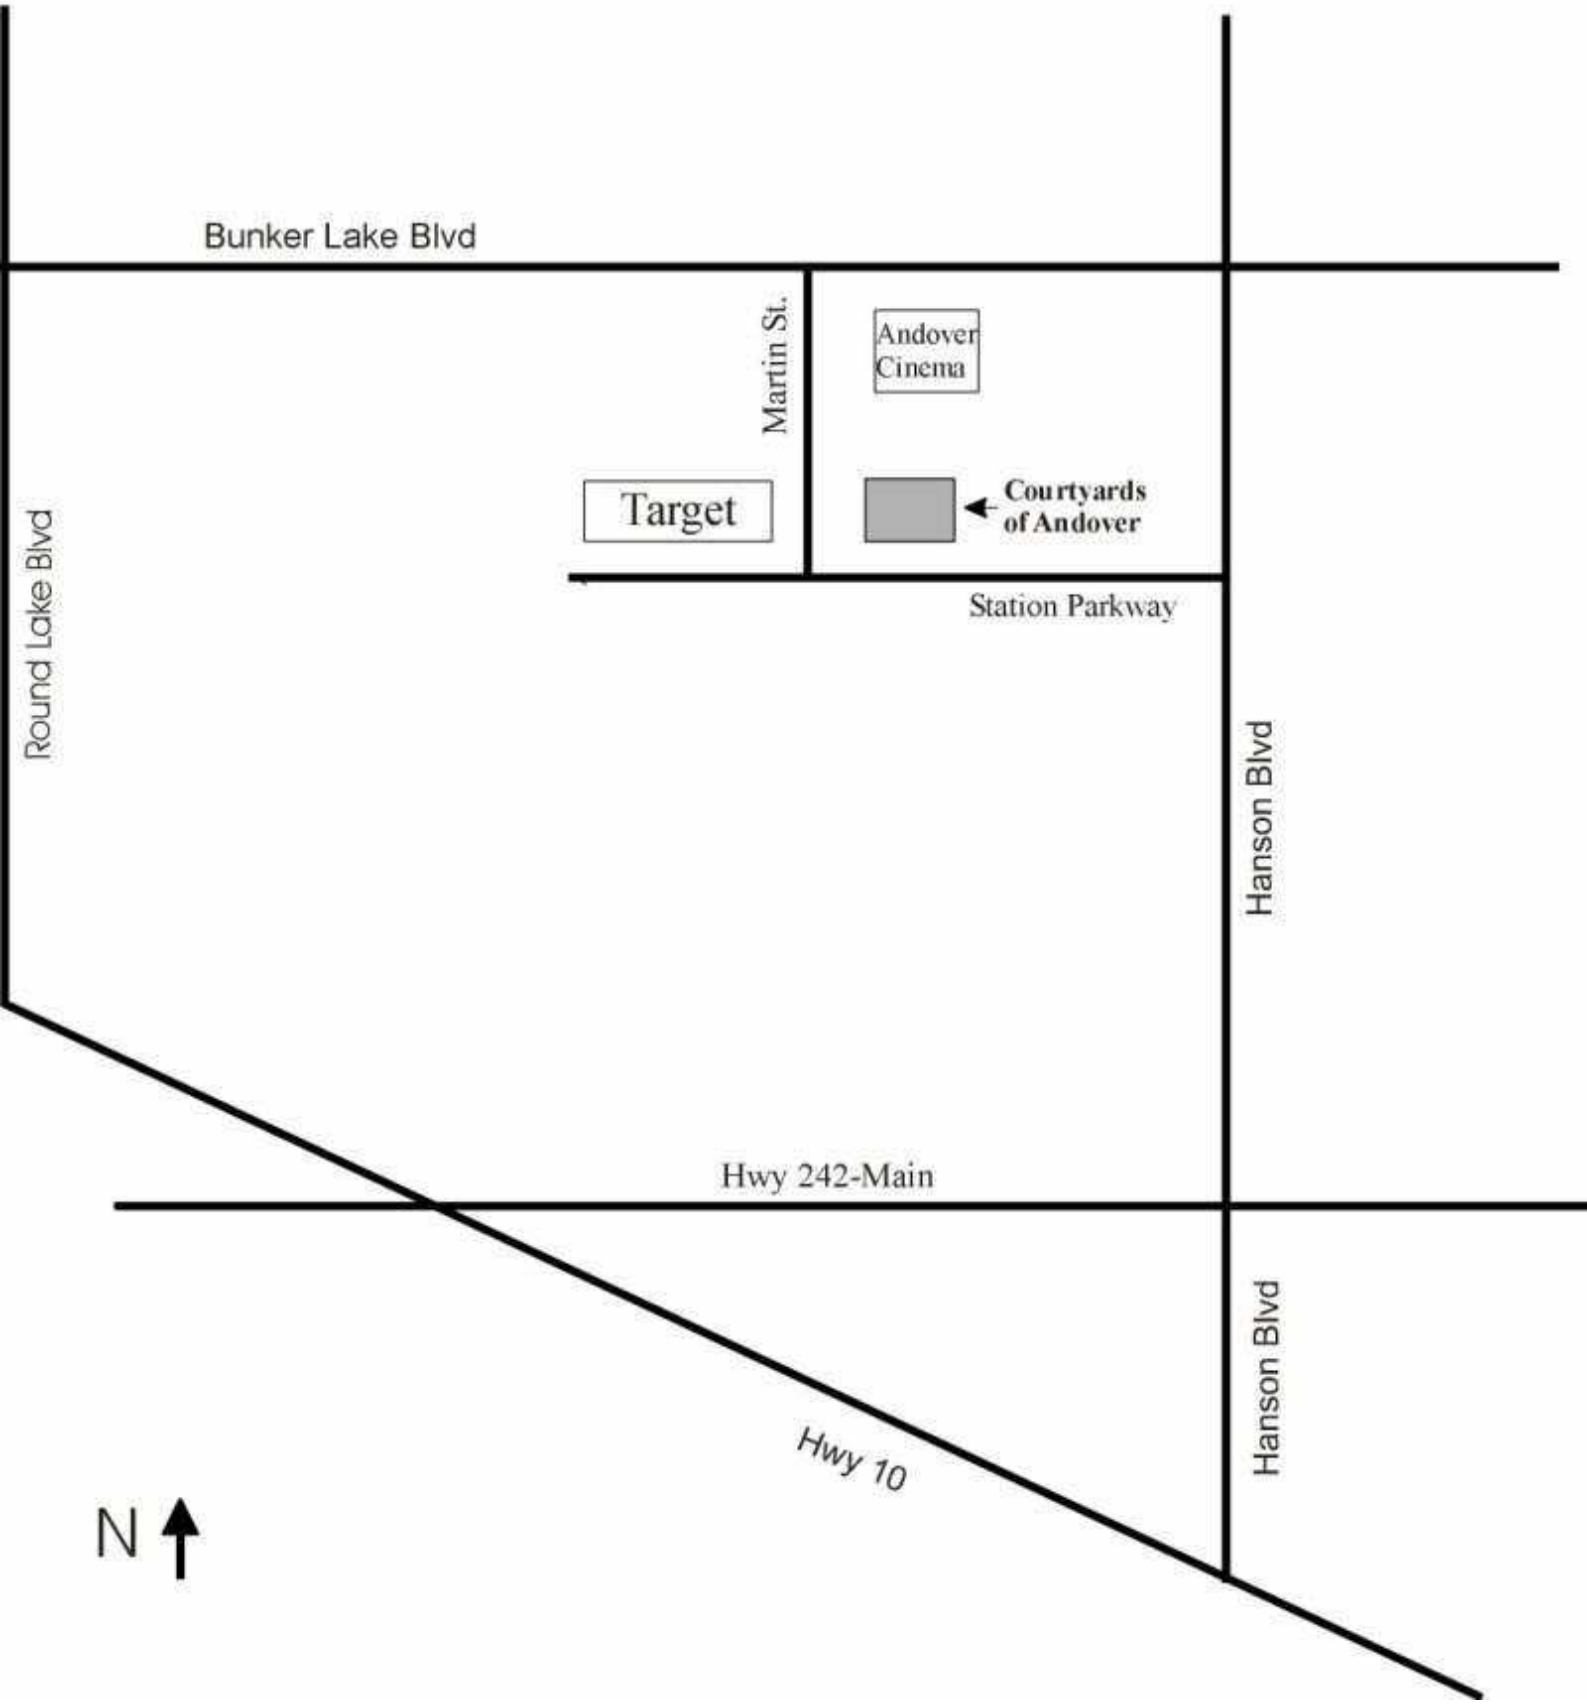 Bunker Lake Blvd
Martin St.
Andover
Cinema
Target
Courtyards
of Andover
Station Parkway
Round Lake Blvd
Hanson Blvd
Hwy 242-Main
Hanson Blvd
Hwy 10
N